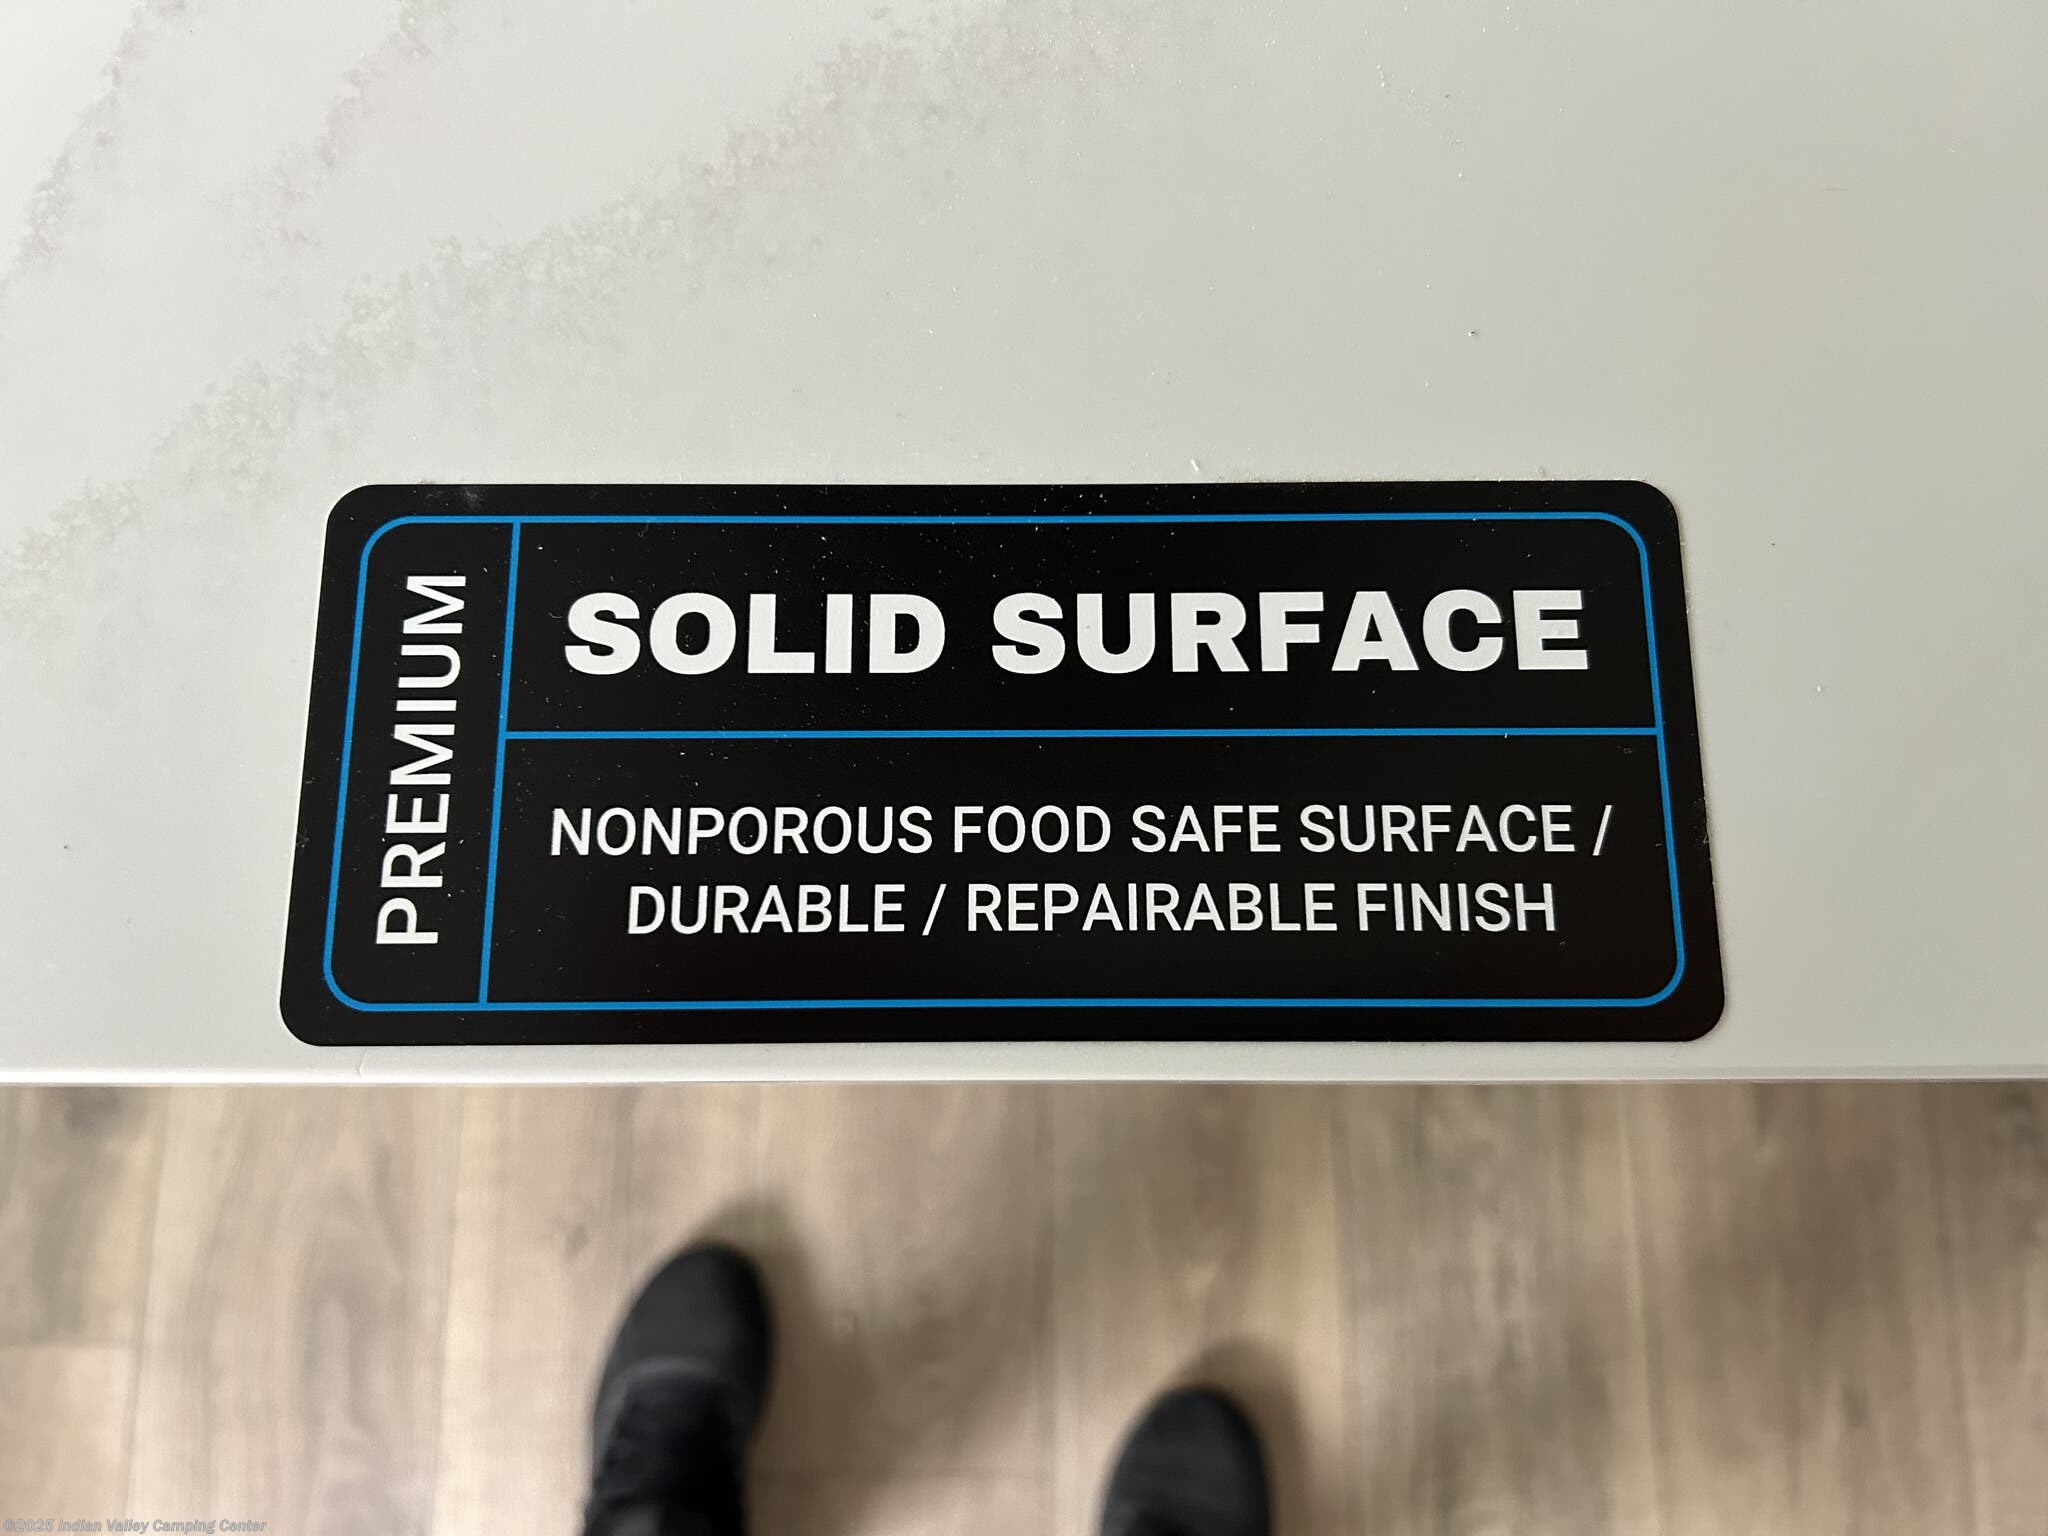 PREMIUM
SOLID SURFACE
NONPOROUS FOOD SAFE SURFACE /
DURABLE / REPAIRABLE FINISH
©2025 Indian Valley Camping Center